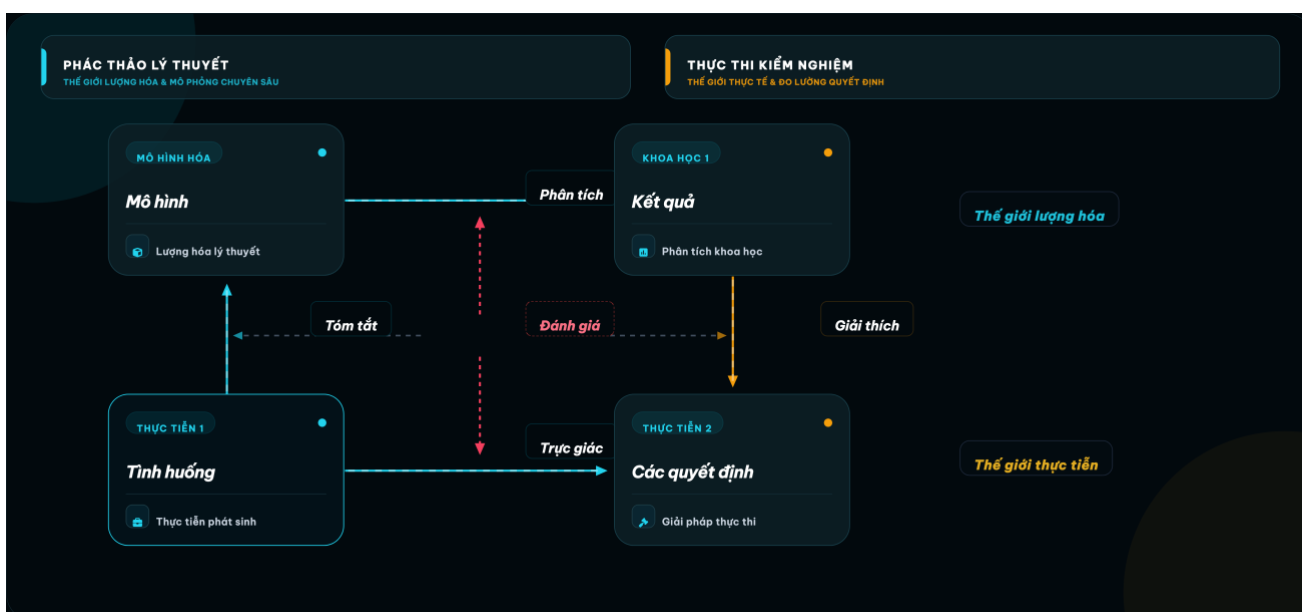 PHÁC THẢO LÝ THUYẾT
THẾ GIỚI LƯỢNG HÓA & MÔ PHỎNG CHUYÊN SÂU
THỰC THI KIỂM NGHIỆM
THẾ GIỚI THỰC TẾ & ĐO LƯỜNG QUYẾT ĐỊNH
MÔ HÌNH HÓA
Mô hình
Lượng hóa lý thuyết
Phân tích
KHOA HỌC 1
Kết quả
Phân tích khoa học
Thế giới lượng hóa
Tóm tắt
Đánh giá
Giải thích
THỰC TIỄN 1
Tình huống
Thực tiễn phát sinh
Trực giác
THỰC TIỄN 2
Các quyết định
Giải pháp thực thi
Thế giới thực tiễn